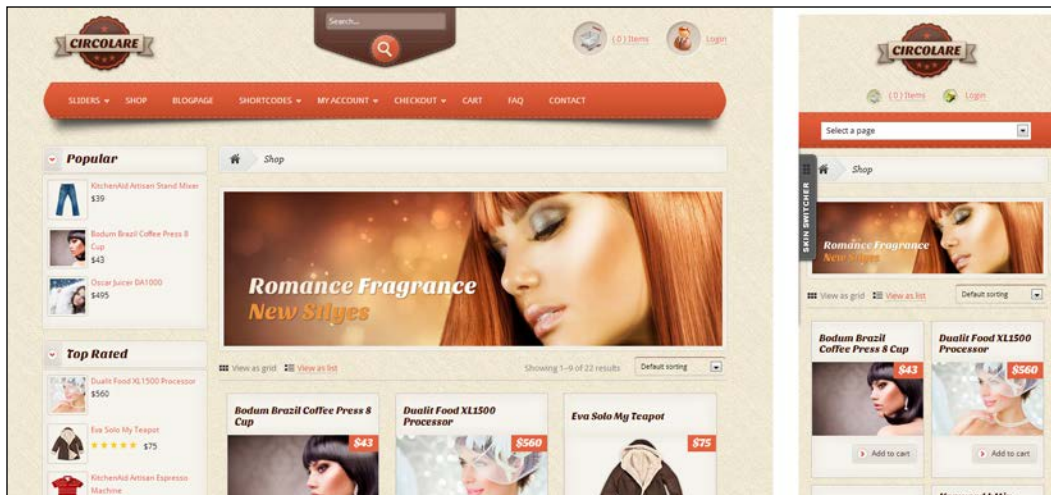 CIRCOLARE
Search...
( 0 ) Items
Login
SLIDERS
SHOP
BLOGPAGE
SHORTCODES
MY ACCOUNT
CHECKOUT
CART
FAQ
CONTACT
Popular
KitchenAid Artisan Stand Mixer
$39
Bodum Brazil Coffee Press 8
Cup
$43
Oscar Juicer DA1000
$495
Top Rated
Dualit Food XL1500 Processor
$560
Eva Solo My Teapot
$75
KitchenAid Artisan Espresso
Machine
Shop
Romance Fragrance
New Stlyes
View as grid
View as list
Showing 1–9 of 22 results
Default sorting
Bodum Brazil Coffee Press 8
Cup
$43
Dualit Food XL1500
Processor
$560
Eva Solo My Teapot
$75
CIRCOLARE
( 0 ) Items
Login
Select a page
SKIN SWITCHER
Shop
Romance Fragrance
New Stlyes
View as grid
View as list
Default sorting
Bodum Brazil
Coffee Press 8 Cup
$43
Add to cart
Dualit Food XL1500
Processor
$560
Add to cart